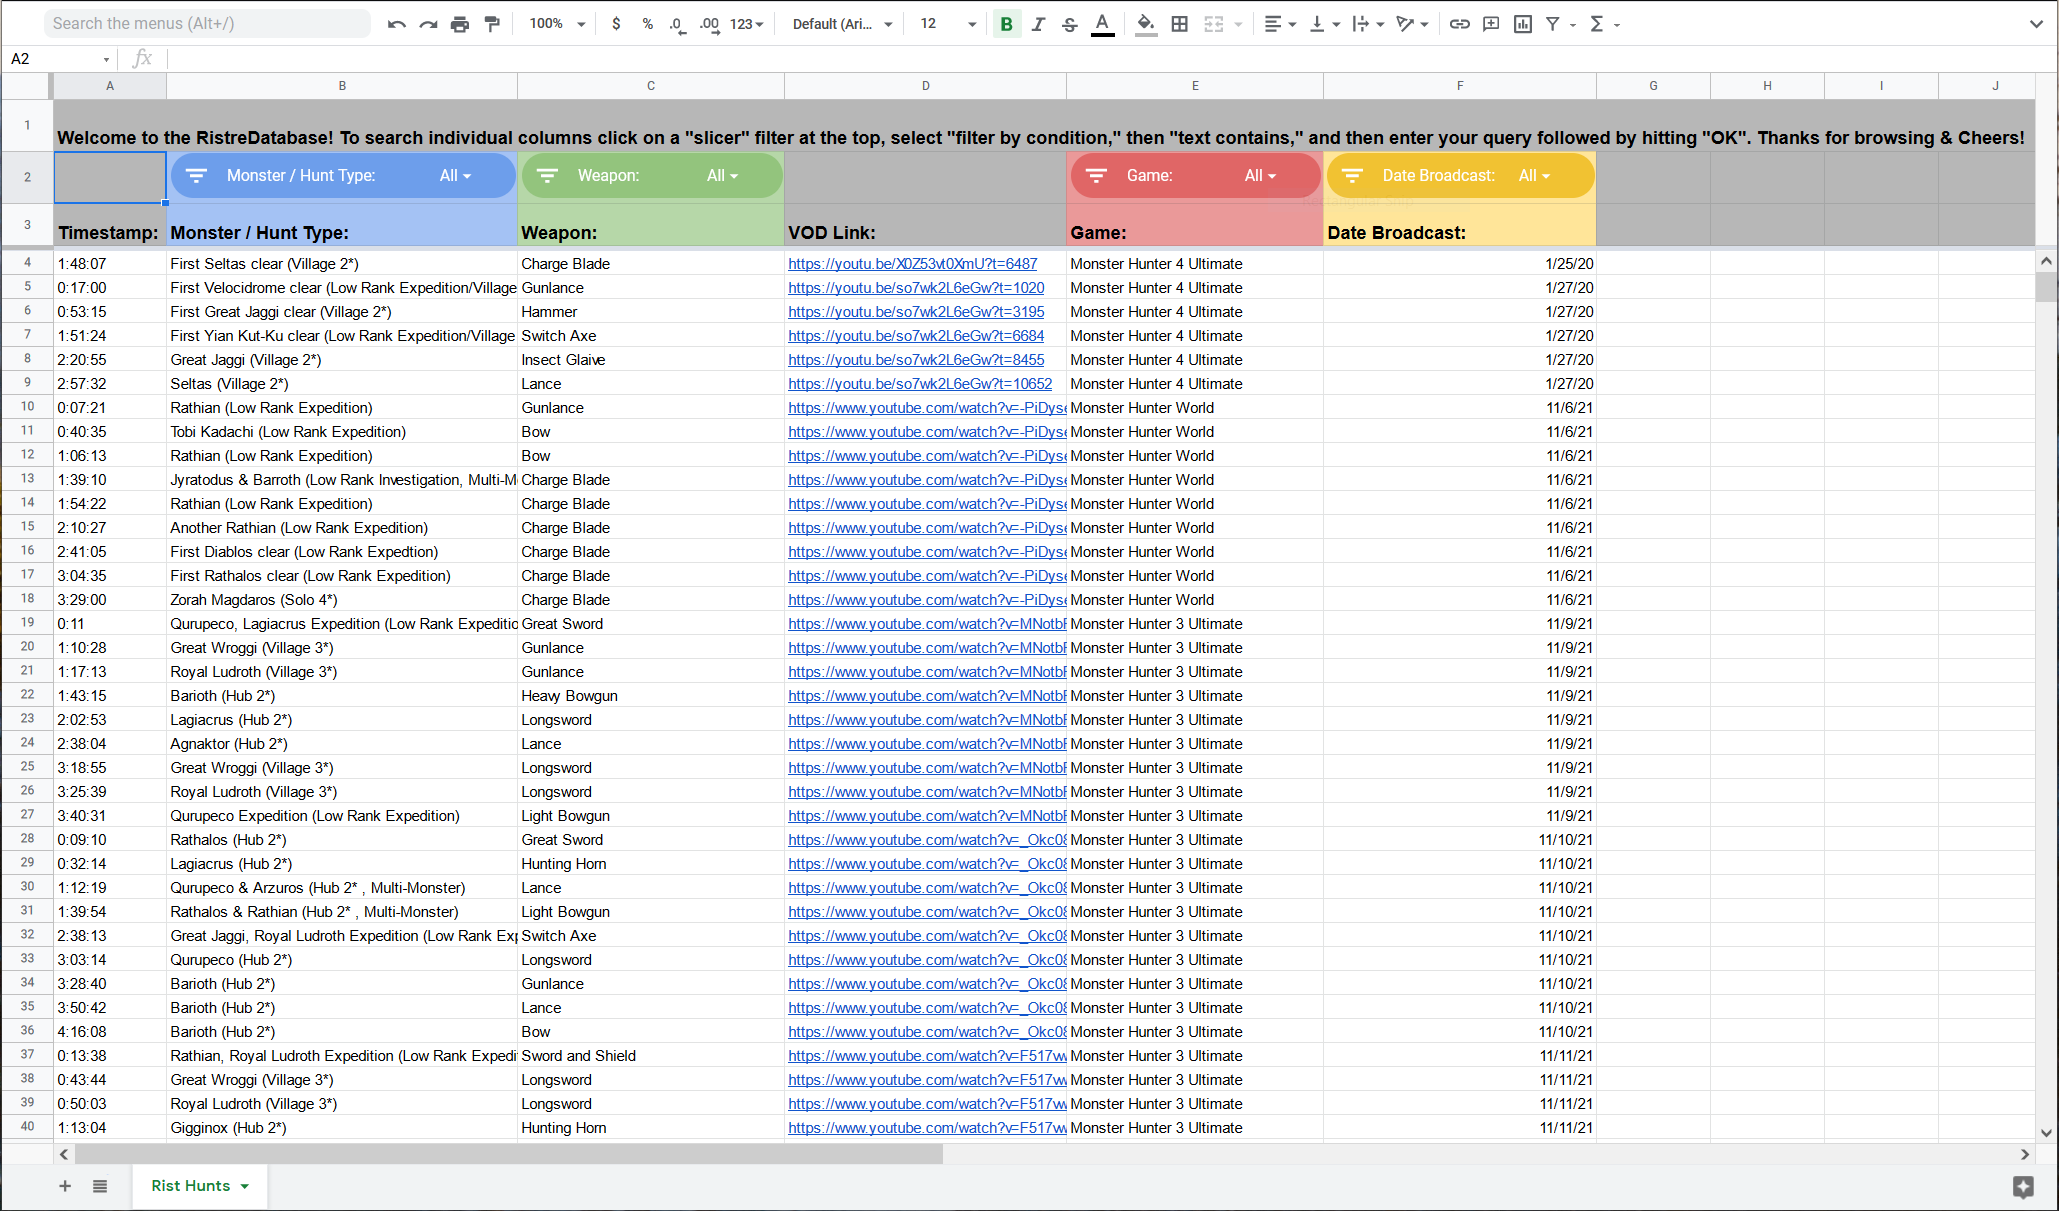 Search the menus (Alt+/) 100% $ % .0 .00 123 Default (Ari... 12 B I S A Σ
A2 fx
A B C D E F G H I J
1 Welcome to the RistreDatabase! To search individual columns click on a "slicer" filter at the top, select "filter by condition," then "text contains," and then enter your query followed by hitting "OK". Thanks for browsing & Cheers!
2 Monster / Hunt Type: All Weapon: All Game: All Date Broadcast: All
3 Timestamp: Monster / Hunt Type: Weapon: VOD Link: Game: Date Broadcast:
4 1:48:07 First Seltas clear (Village 2*) Charge Blade https://youtu.be/X0Z53vt0XmU?t=6487 Monster Hunter 4 Ultimate 1/25/20
5 0:17:00 First Velocidrome clear (Low Rank Expedition/Village Gunlance https://youtu.be/so7wk2L6eGw?t=1020 Monster Hunter 4 Ultimate 1/27/20
6 0:53:15 First Great Jaggi clear (Village 2*) Hammer https://youtu.be/so7wk2L6eGw?t=3195 Monster Hunter 4 Ultimate 1/27/20
7 1:51:24 First Yian Kut-Ku clear (Low Rank Expedition/Village Switch Axe https://youtu.be/so7wk2L6eGw?t=6684 Monster Hunter 4 Ultimate 1/27/20
8 2:20:55 Great Jaggi (Village 2*) Insect Glaive https://youtu.be/so7wk2L6eGw?t=8455 Monster Hunter 4 Ultimate 1/27/20
9 2:57:32 Seltas (Village 2*) Lance https://youtu.be/so7wk2L6eGw?t=10652 Monster Hunter 4 Ultimate 1/27/20
10 0:07:21 Rathian (Low Rank Expedition) Gunlance https://www.youtube.com/watch?v=-PiDyse Monster Hunter World 11/6/21
11 0:40:35 Tobi Kadachi (Low Rank Expedition) Bow https://www.youtube.com/watch?v=-PiDyse Monster Hunter World 11/6/21
12 1:06:13 Rathian (Low Rank Expedition) Bow https://www.youtube.com/watch?v=-PiDyse Monster Hunter World 11/6/21
13 1:39:10 Jyratodus & Barroth (Low Rank Investigation, Multi-M Charge Blade https://www.youtube.com/watch?v=-PiDyse Monster Hunter World 11/6/21
14 1:54:22 Rathian (Low Rank Expedition) Charge Blade https://www.youtube.com/watch?v=-PiDyse Monster Hunter World 11/6/21
15 2:10:27 Another Rathian (Low Rank Expedition) Charge Blade https://www.youtube.com/watch?v=-PiDyse Monster Hunter World 11/6/21
16 2:41:05 First Diablos clear (Low Rank Expedtion) Charge Blade https://www.youtube.com/watch?v=-PiDyse Monster Hunter World 11/6/21
17 3:04:35 First Rathalos clear (Low Rank Expedition) Charge Blade https://www.youtube.com/watch?v=-PiDyse Monster Hunter World 11/6/21
18 3:29:00 Zorah Magdaros (Solo 4*) Charge Blade https://www.youtube.com/watch?v=-PiDyse Monster Hunter World 11/6/21
19 0:11 Qurupeco, Lagiacrus Expedition (Low Rank Expeditio Great Sword https://www.youtube.com/watch?v=MNotbF Monster Hunter 3 Ultimate 11/9/21
20 1:10:28 Great Wroggi (Village 3*) Gunlance https://www.youtube.com/watch?v=MNotbF Monster Hunter 3 Ultimate 11/9/21
21 1:17:13 Royal Ludroth (Village 3*) Gunlance https://www.youtube.com/watch?v=MNotbF Monster Hunter 3 Ultimate 11/9/21
22 1:43:15 Barioth (Hub 2*) Heavy Bowgun https://www.youtube.com/watch?v=MNotbF Monster Hunter 3 Ultimate 11/9/21
23 2:02:53 Lagiacrus (Hub 2*) Longsword https://www.youtube.com/watch?v=MNotbF Monster Hunter 3 Ultimate 11/9/21
24 2:38:04 Agnaktor (Hub 2*) Lance https://www.youtube.com/watch?v=MNotbF Monster Hunter 3 Ultimate 11/9/21
25 3:18:55 Great Wroggi (Village 3*) Longsword https://www.youtube.com/watch?v=MNotbF Monster Hunter 3 Ultimate 11/9/21
26 3:25:39 Royal Ludroth (Village 3*) Longsword https://www.youtube.com/watch?v=MNotbF Monster Hunter 3 Ultimate 11/9/21
27 3:40:31 Qurupeco Expedition (Low Rank Expedition) Light Bowgun https://www.youtube.com/watch?v=MNotbF Monster Hunter 3 Ultimate 11/9/21
28 0:09:10 Rathalos (Hub 2*) Great Sword https://www.youtube.com/watch?v=_Okc08 Monster Hunter 3 Ultimate 11/10/21
29 0:32:14 Lagiacrus (Hub 2*) Hunting Horn https://www.youtube.com/watch?v=_Okc08 Monster Hunter 3 Ultimate 11/10/21
30 1:12:19 Qurupeco & Arzuros (Hub 2* , Multi-Monster) Lance https://www.youtube.com/watch?v=_Okc08 Monster Hunter 3 Ultimate 11/10/21
31 1:39:54 Rathalos & Rathian (Hub 2* , Multi-Monster) Light Bowgun https://www.youtube.com/watch?v=_Okc08 Monster Hunter 3 Ultimate 11/10/21
32 2:38:13 Great Jaggi, Royal Ludroth Expedition (Low Rank Exp Switch Axe https://www.youtube.com/watch?v=_Okc08 Monster Hunter 3 Ultimate 11/10/21
33 3:03:14 Qurupeco (Hub 2*) Longsword https://www.youtube.com/watch?v=_Okc08 Monster Hunter 3 Ultimate 11/10/21
34 3:28:40 Barioth (Hub 2*) Gunlance https://www.youtube.com/watch?v=_Okc08 Monster Hunter 3 Ultimate 11/10/21
35 3:50:42 Barioth (Hub 2*) Lance https://www.youtube.com/watch?v=_Okc08 Monster Hunter 3 Ultimate 11/10/21
36 4:16:08 Barioth (Hub 2*) Bow https://www.youtube.com/watch?v=_Okc08 Monster Hunter 3 Ultimate 11/10/21
37 0:13:38 Rathian, Royal Ludroth Expedition (Low Rank Expedi Sword and Shield https://www.youtube.com/watch?v=F517w Monster Hunter 3 Ultimate 11/11/21
38 0:43:44 Great Wroggi (Village 3*) Longsword https://www.youtube.com/watch?v=F517w Monster Hunter 3 Ultimate 11/11/21
39 0:50:03 Royal Ludroth (Village 3*) Longsword https://www.youtube.com/watch?v=F517w Monster Hunter 3 Ultimate 11/11/21
40 1:13:04 Gigginox (Hub 2*) Hunting Horn https://www.youtube.com/watch?v=F517w Monster Hunter 3 Ultimate 11/11/21
Rist Hunts